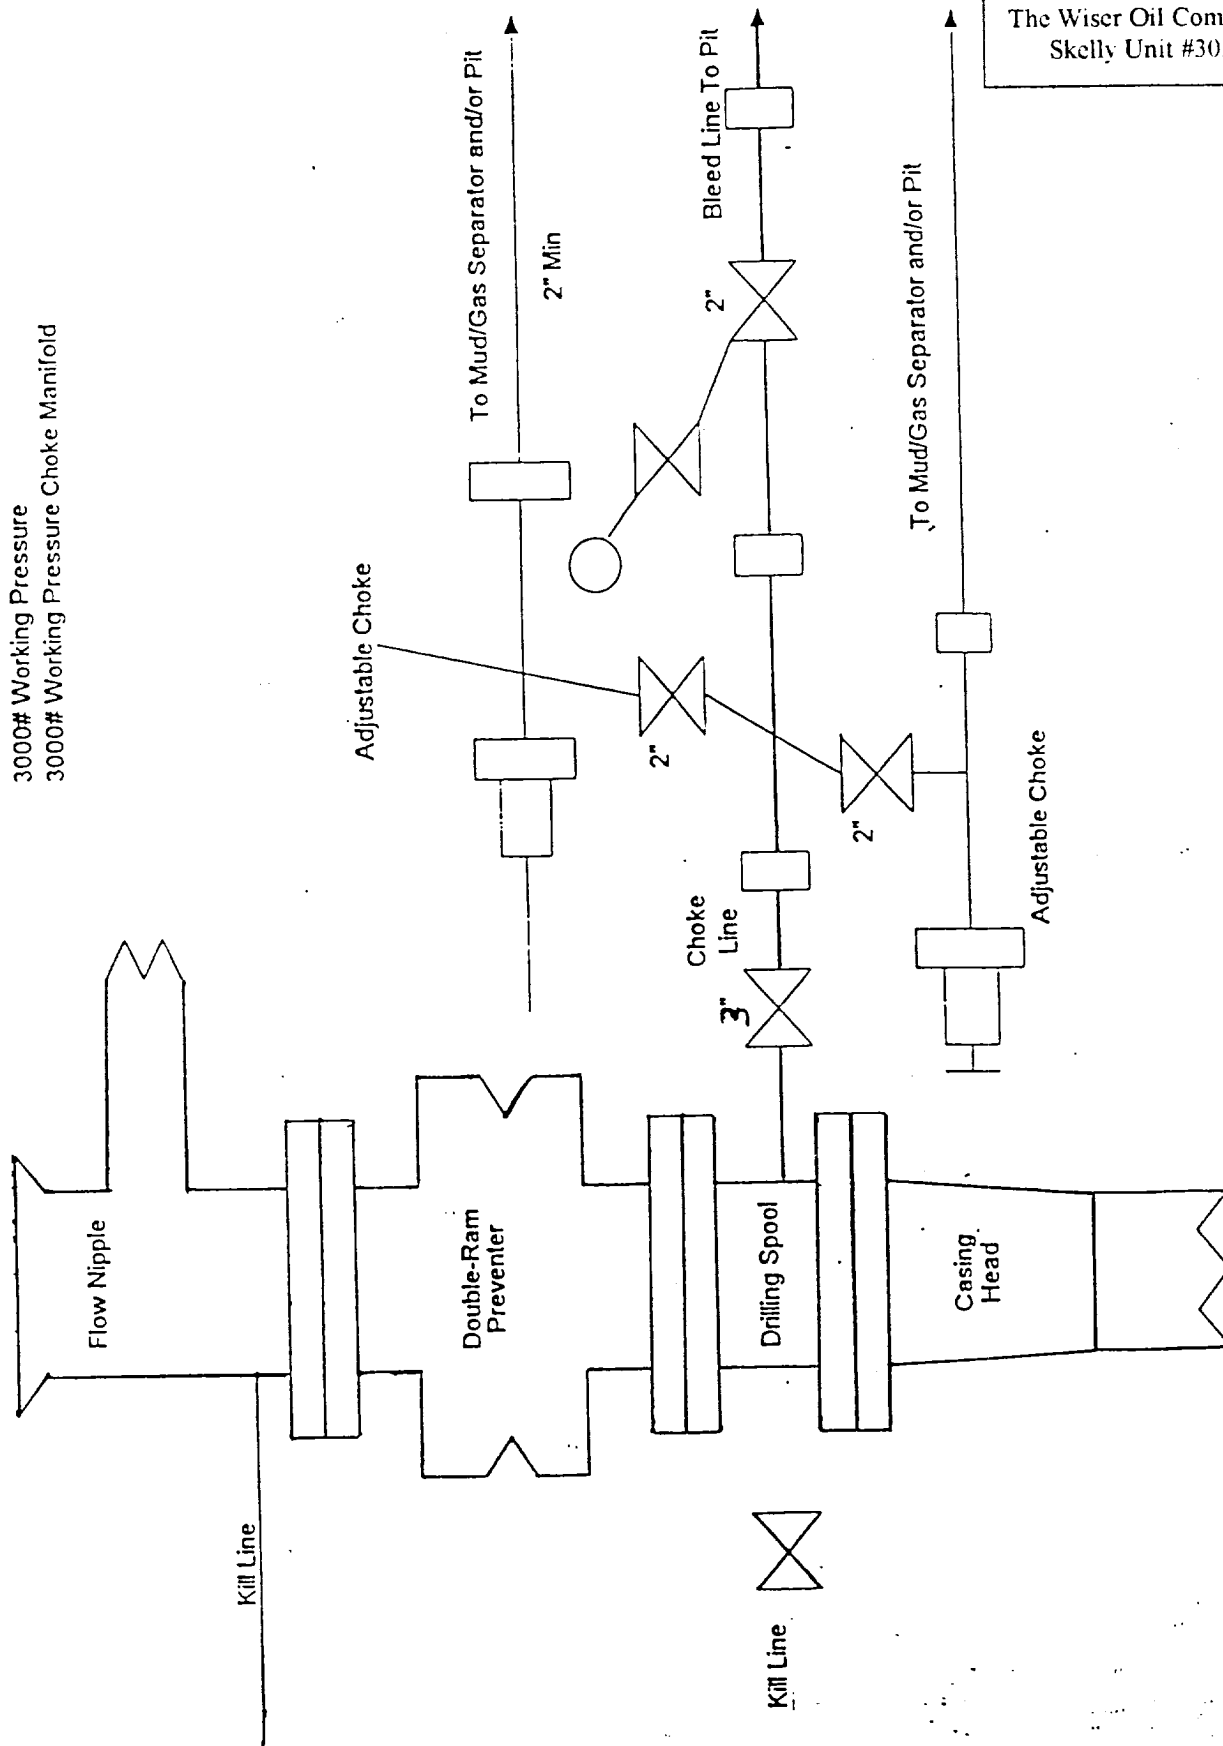 The Wiser Oil Com
Skelly Unit #30
3000# Working Pressure
3000# Working Pressure Choke Manifold
To Mud/Gas Separator and/or Pit
2" Min
Adjustable Choke
Bleed Line To Pit
2"
2"
2"
To Mud/Gas Separator and/or Pit
Choke
Line
3"
Adjustable Choke
Flow Nipple
Kill Line
Double-Ram
Preventer
Drilling Spool
Casing
Head
Kill Line